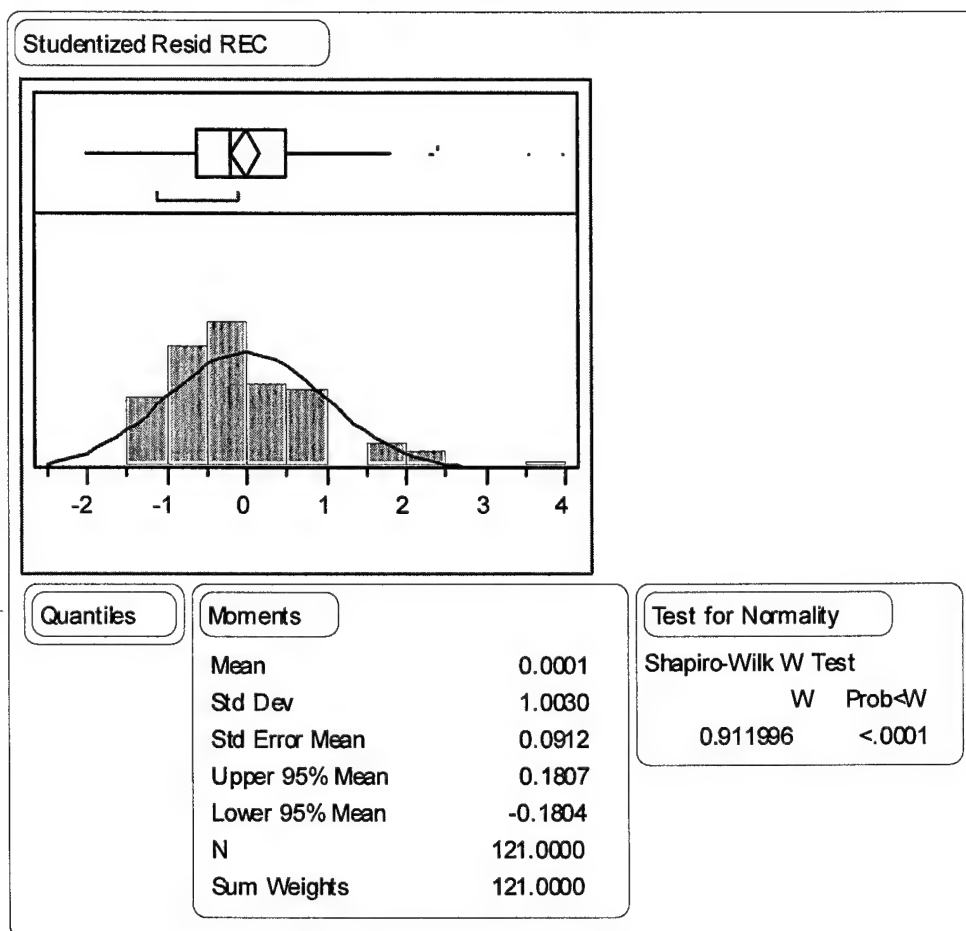 Studentized Resid REC
-2 -1 0 1 2 3 4
Quantiles
Moments
Mean 0.0001
Std Dev 1.0030
Std Error Mean 0.0912
Upper 95% Mean 0.1807
Lower 95% Mean -0.1804
N 121.0000
Sum Weights 121.0000
Test for Normality
Shapiro-Wilk W Test
W Prob<W
0.911996 <.0001